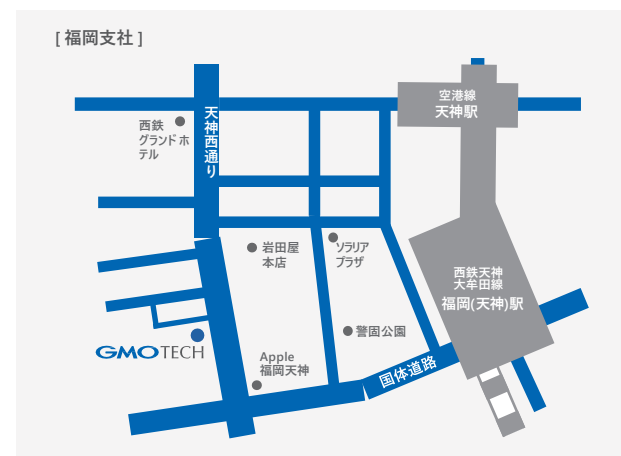 [ 福岡支社 ]
空港線
天神駅
西鉄
グランドホ
テル
天神西通り
岩田屋
本店
ソラリア
プラザ
西鉄天神
大牟田線
福岡(天神)駅
警固公園
GMO TECH
Apple
福岡天神
国体道路